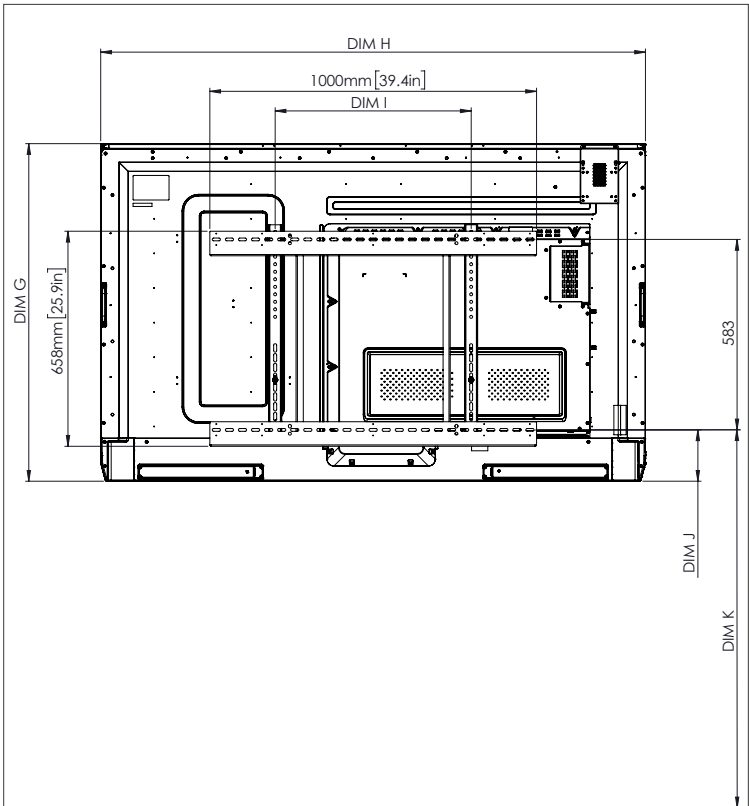 DIM H
1000mm [39.4in]
DIM I
DIM G
658mm [25.9in]
583
DIM J
DIM K